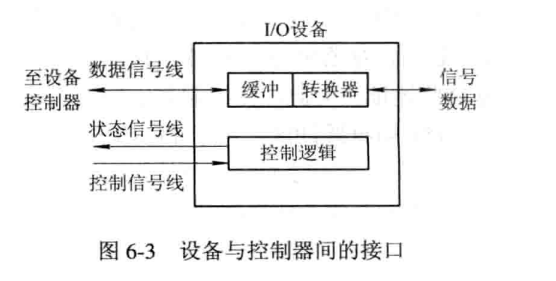 I/O设备
至设备
控制器
数据信号线
缓冲
转换器
信号
数据
状态信号线
控制逻辑
控制信号线
图 6-3 设备与控制器间的接口